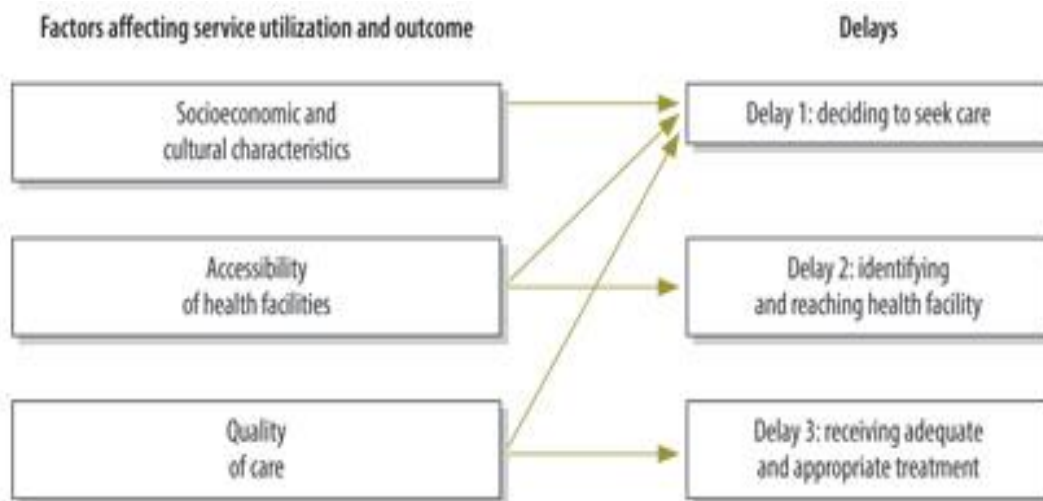 Factors affecting service utilization and outcome
Delays
Socioeconomic and
cultural characteristics
Delay 1: deciding to seek care
Accessibility
of health facilities
Delay 2: identifying
and reaching health facility
Quality
of care
Delay 3: receiving adequate
and appropriate treatment